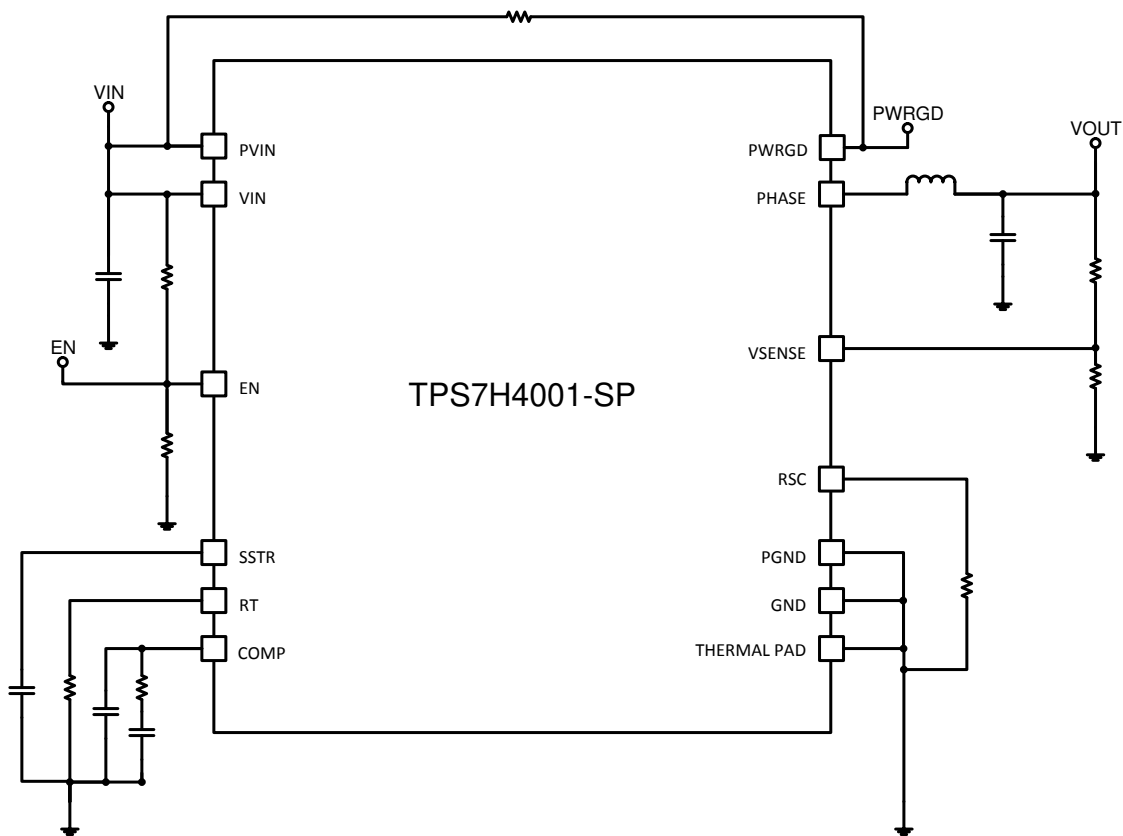 VIN
PWRGD
VOUT
PVIN
PWRGD
VIN
PHASE
EN
VSENSE
EN
TPS7H4001-SP
RSC
SSTR
PGND
RT
GND
COMP
THERMAL PAD